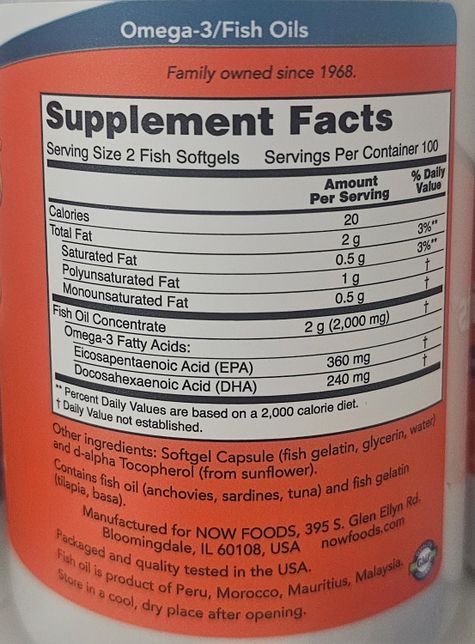 Omega-3/Fish Oils
Family owned since 1968.
Supplement Facts
Serving Size 2 Fish Softgels Servings Per Container 100
Amount Per Serving % Daily Value
Calories 20
Total Fat 2 g 3%**
Saturated Fat 0.5 g 3%**
Polyunsaturated Fat 1 g †
Monounsaturated Fat 0.5 g †
Fish Oil Concentrate 2 g (2,000 mg) †
Omega-3 Fatty Acids:
Eicosapentaenoic Acid (EPA) 360 mg †
Docosahexaenoic Acid (DHA) 240 mg †
** Percent Daily Values are based on a 2,000 calorie diet.
† Daily Value not established.
Other ingredients: Softgel Capsule (fish gelatin, glycerin, water)
and d-alpha Tocopherol (from sunflower).
Contains fish oil (anchovies, sardines, tuna) and fish gelatin
(tilapia, basa).
Manufactured for NOW FOODS, 395 S. Glen Ellyn Rd.
Bloomingdale, IL 60108, USA nowfoods.com
Packaged and quality tested in the USA.
Fish oil is product of Peru, Morocco, Mauritius, Malaysia.
Store in a cool, dry place after opening.